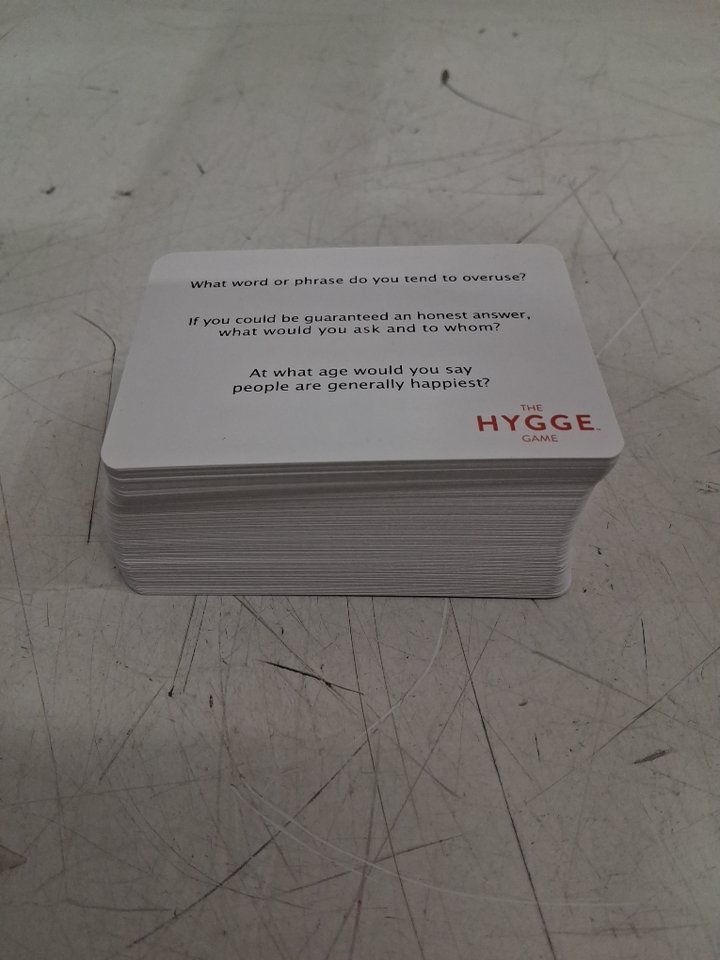 What word or phrase do you tend to overuse?
If you could be guaranteed an honest answer,
what would you ask and to whom?
At what age would you say
people are generally happiest?
THE
HYGGE™
GAME